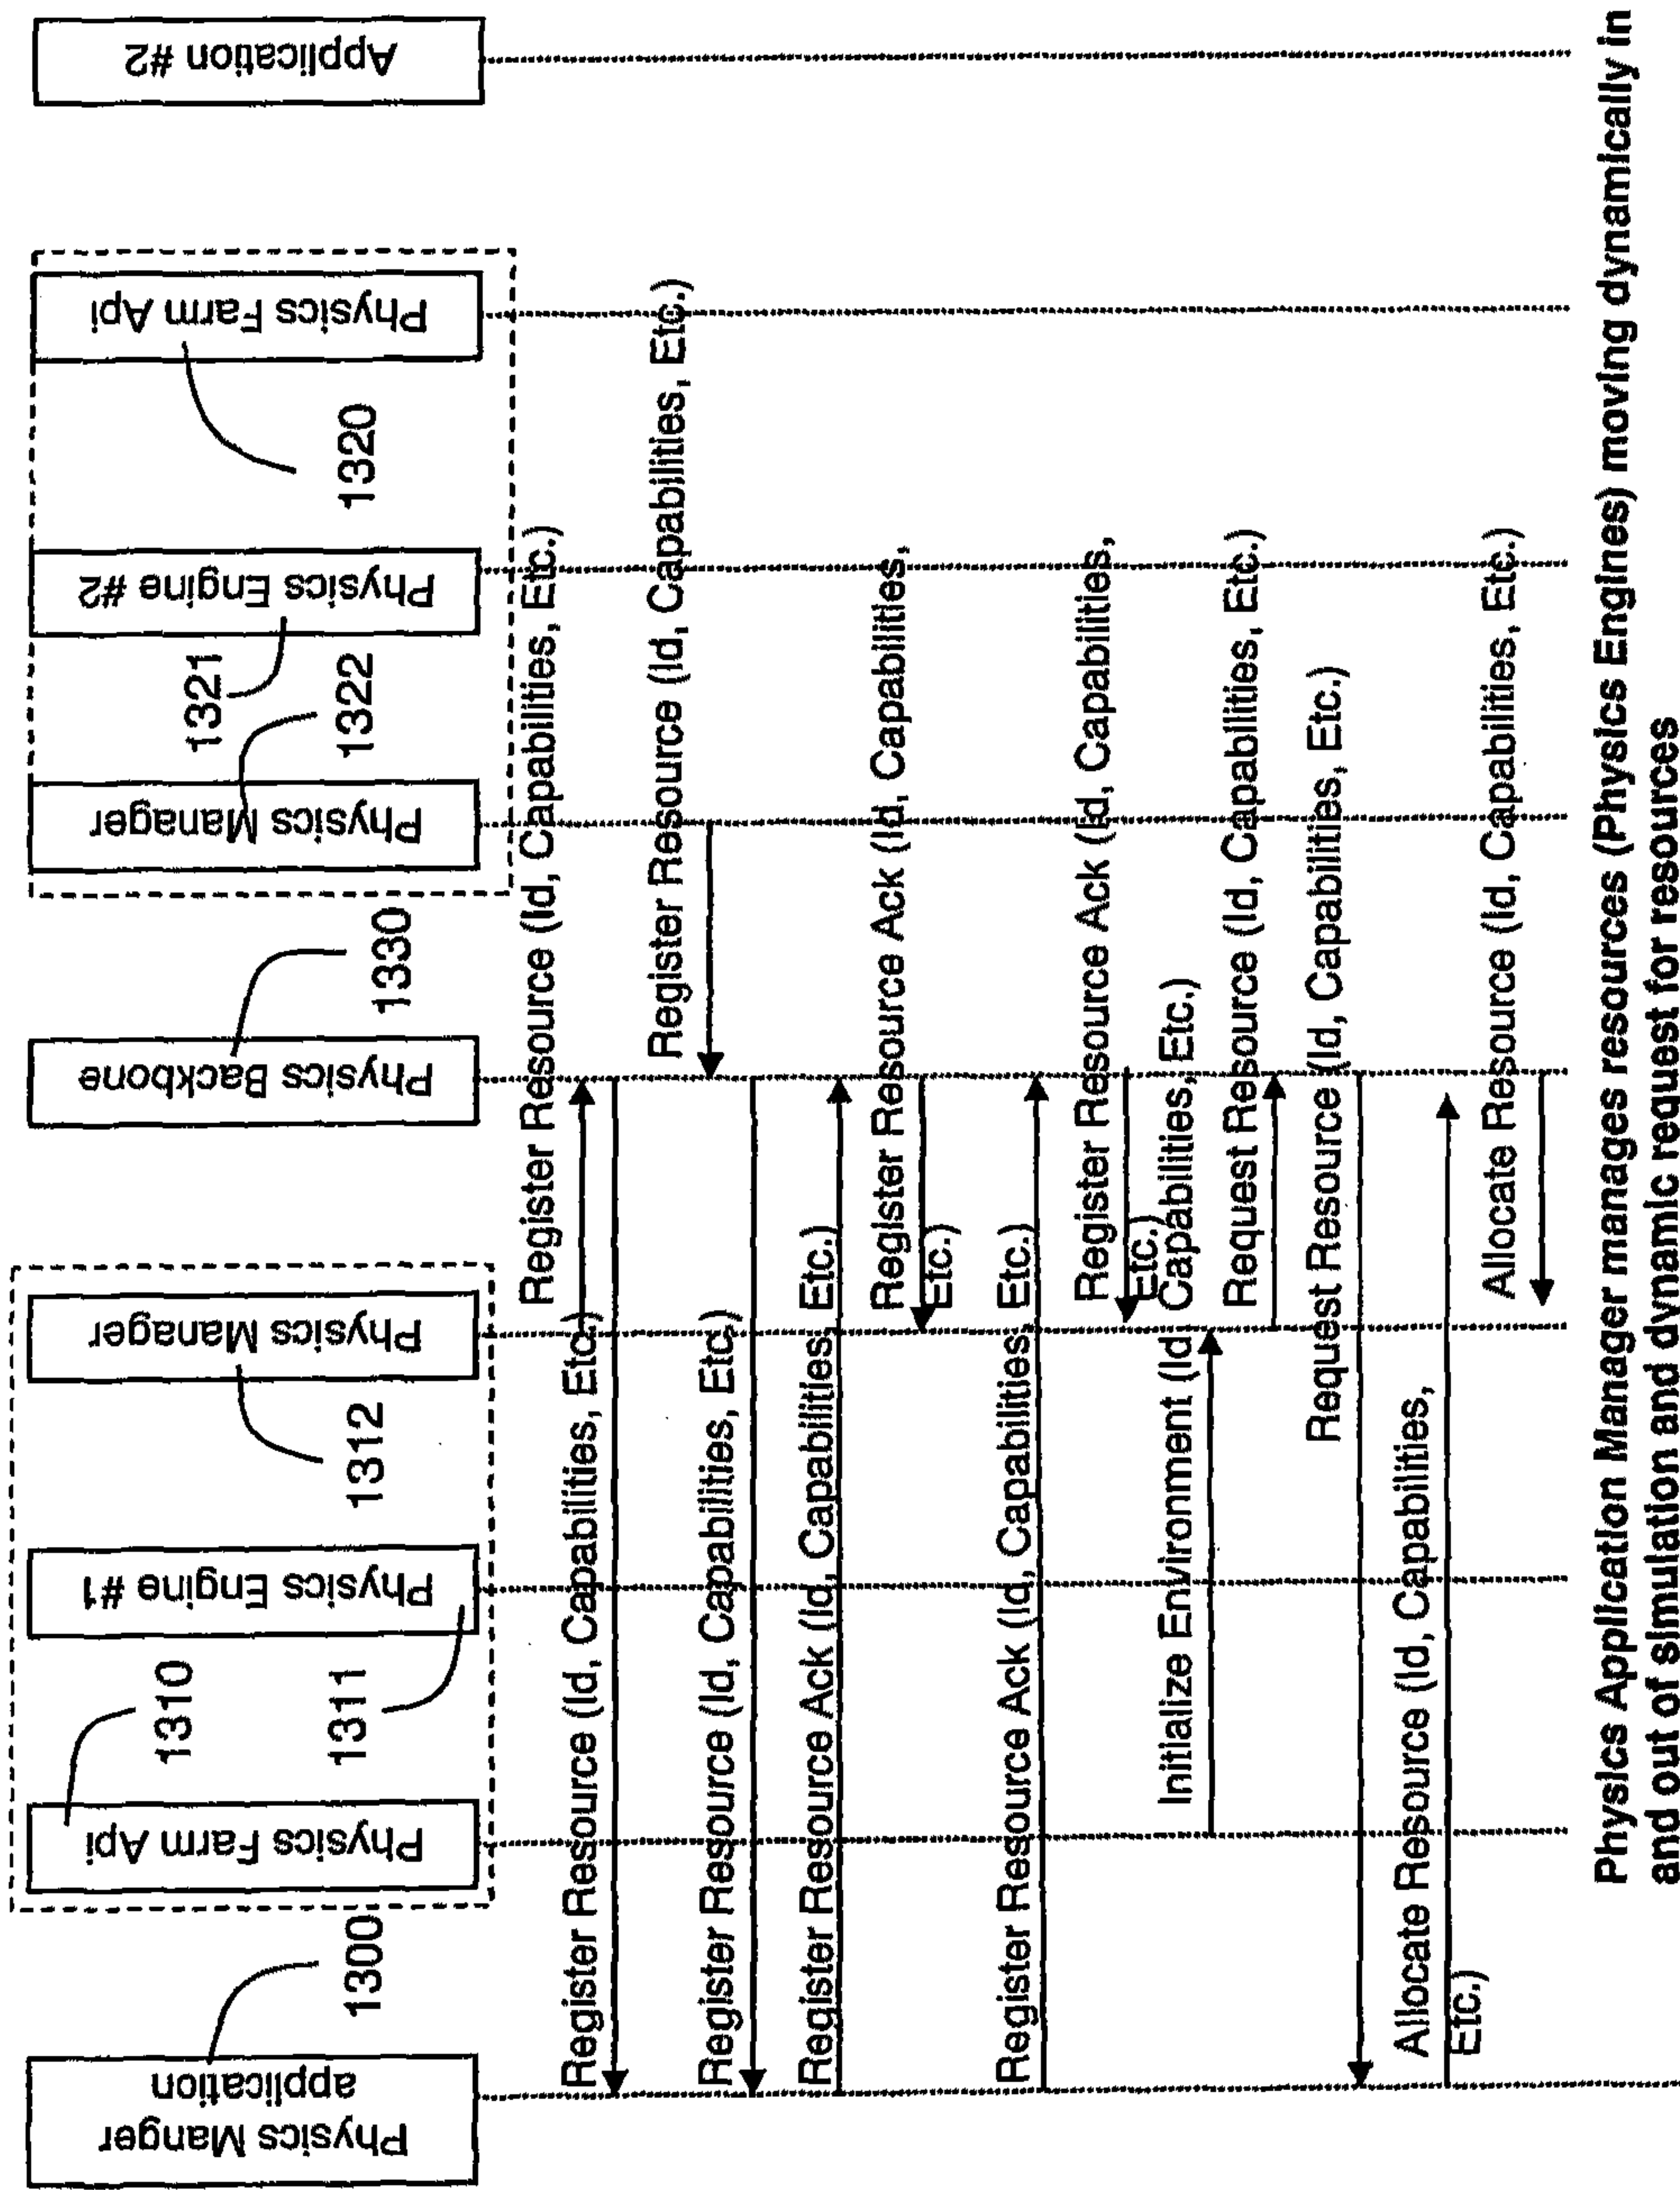 Physics Manger
application
1300
Physics Farm Api
1310
Physics Engine #1
1311
Physics Manager
1312
Physics Backbone
1330
Physics Manager
1322
Physics Engine #2
1321
Physics Farm Api
1320
Application #2
Register Resource (Id, Capabilities, Etc.)
Register Resource (Id, Capabilities, Etc.)
Register Resource (Id, Capabilities, Etc.)
Register Resource (Id, Capabilities, Etc.)
Register Resource Ack (Id, Capabilities, Etc.)
Register Resource Ack (Id, Capabilities,
Etc.)
Register Resource Ack (Id, Capabilities, Etc.)
Register Resource Ack (Id, Capabilities,
Etc.)
Initialize Environment (Id, Capabilities, Etc.)
Request Resource (Id, Capabilities, Etc.)
Request Resource (Id, Capabilities, Etc.)
Allocate Resource (Id, Capabilities,
Etc.)
Allocate Resource (Id, Capabilities, Etc.)
Physics Application Manager manages resources (Physics Engines) moving dynamically in
and out of simulation and dynamic request for resources